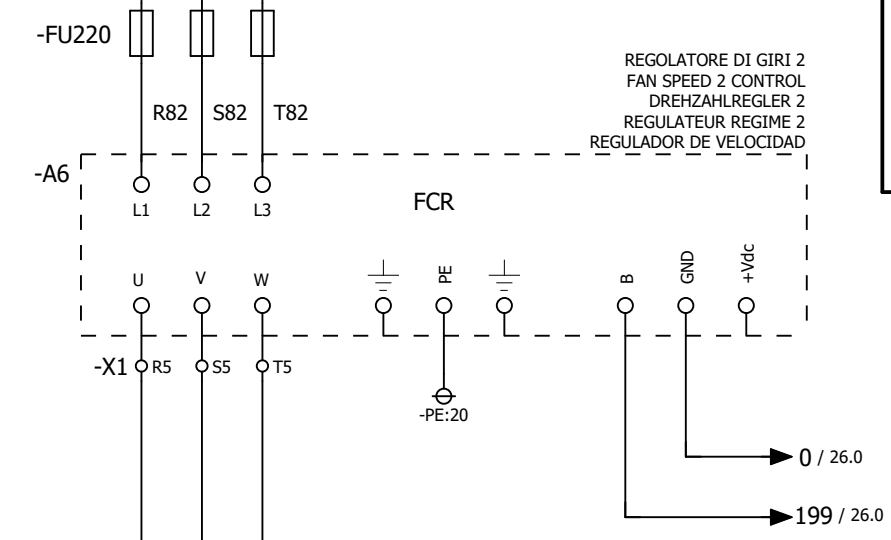 -FU220
REGOLATORE DI GIRI 2
FAN SPEED 2 CONTROL
DREHZAHLREGLER 2
REGULATEUR REGIME 2
REGULADOR DE VELOCIDAD
R82 S82 T82
-A6
L1 L2 L3
FCR
U V W PE B GND +Vdc
-X1 R5 S5 T5
-PE:20
0 / 26.0
199 / 26.0